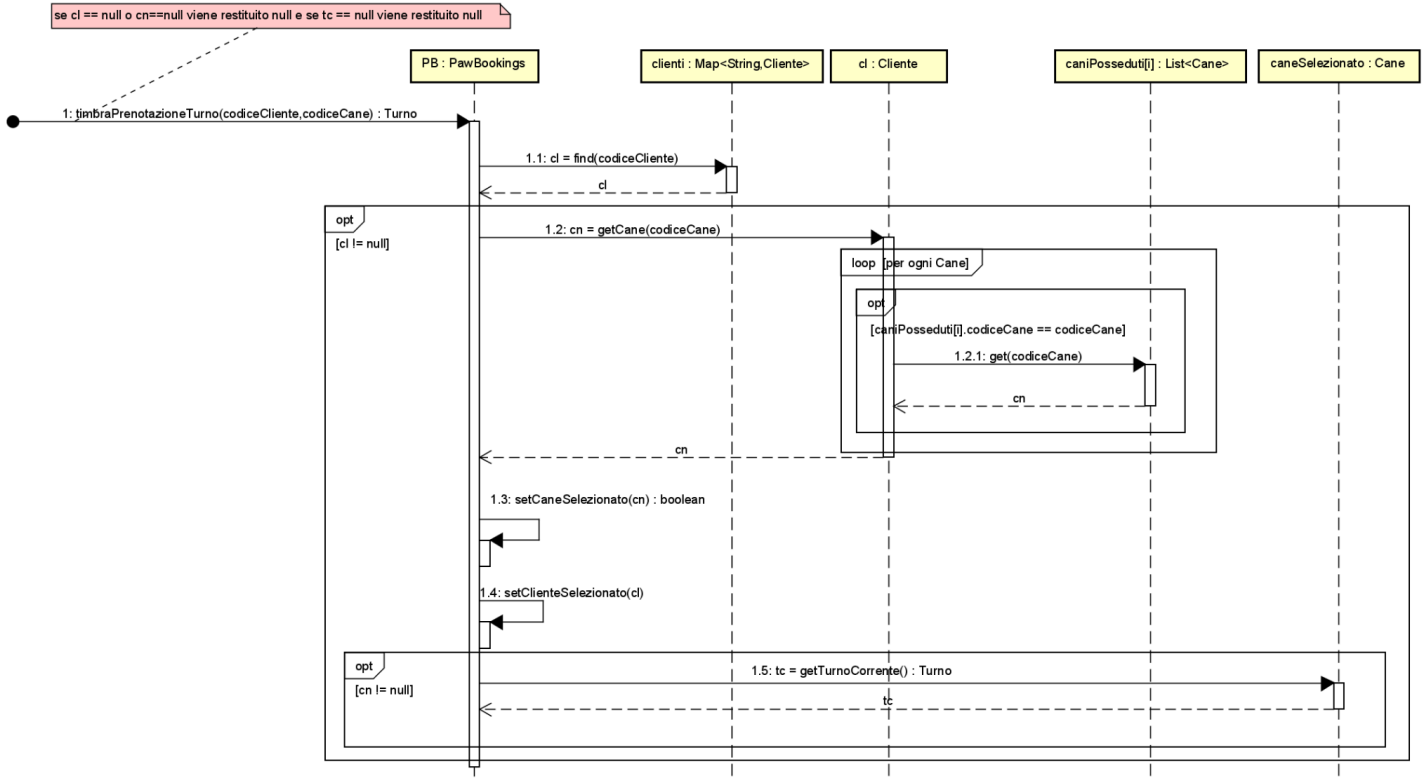 se cl == null o cn==null viene restituito null e se tc == null viene restituito null
PB : PawBookings
clienti : Map<String,Cliente>
cl : Cliente
caniPosseduti[i] : List<Cane>
caneSelezionato : Cane
1: timbraPrenotazioneTurno(codiceCliente,codiceCane) : Turno
1.1: cl = find(codiceCliente)
cl
opt
[cl != null]
1.2: cn = getCane(codiceCane)
loop [per ogni Cane]
opt
[caniPosseduti[i].codiceCane == codiceCane]
1.2.1: get(codiceCane)
cn
cn
1.3: setCaneSelezionato(cn) : boolean
1.4: setClienteSelezionato(cl)
opt
[cn != null]
1.5: tc = getTurnoCorrente() : Turno
tc